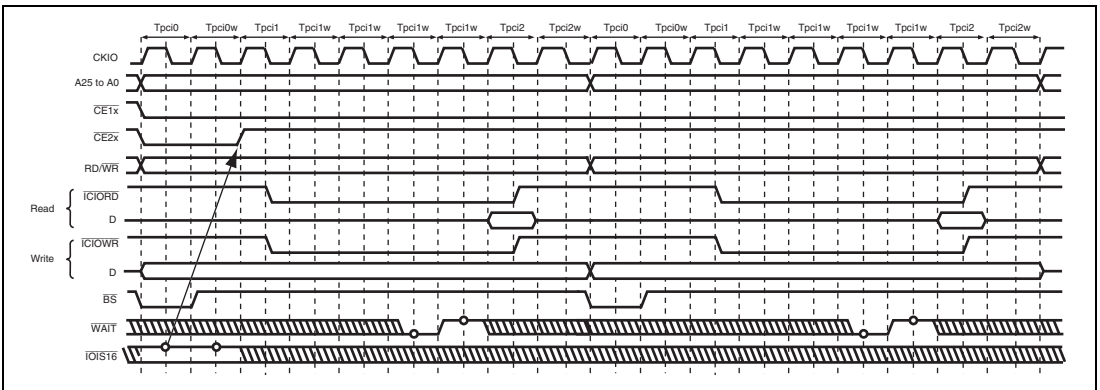 Tpci0 Tpci0w Tpci1 Tpci1w Tpci1w Tpci1w Tpci1w Tpci2 Tpci2w Tpci0 Tpci0w Tpci1 Tpci1w Tpci1w Tpci1w Tpci1w Tpci2 Tpci2w
CKIO
A25 to A0
CE1x
CE2x
RD/WR
Read
ICIORD
D
Write
ICIOWR
D
BS
WAIT
IOIS16